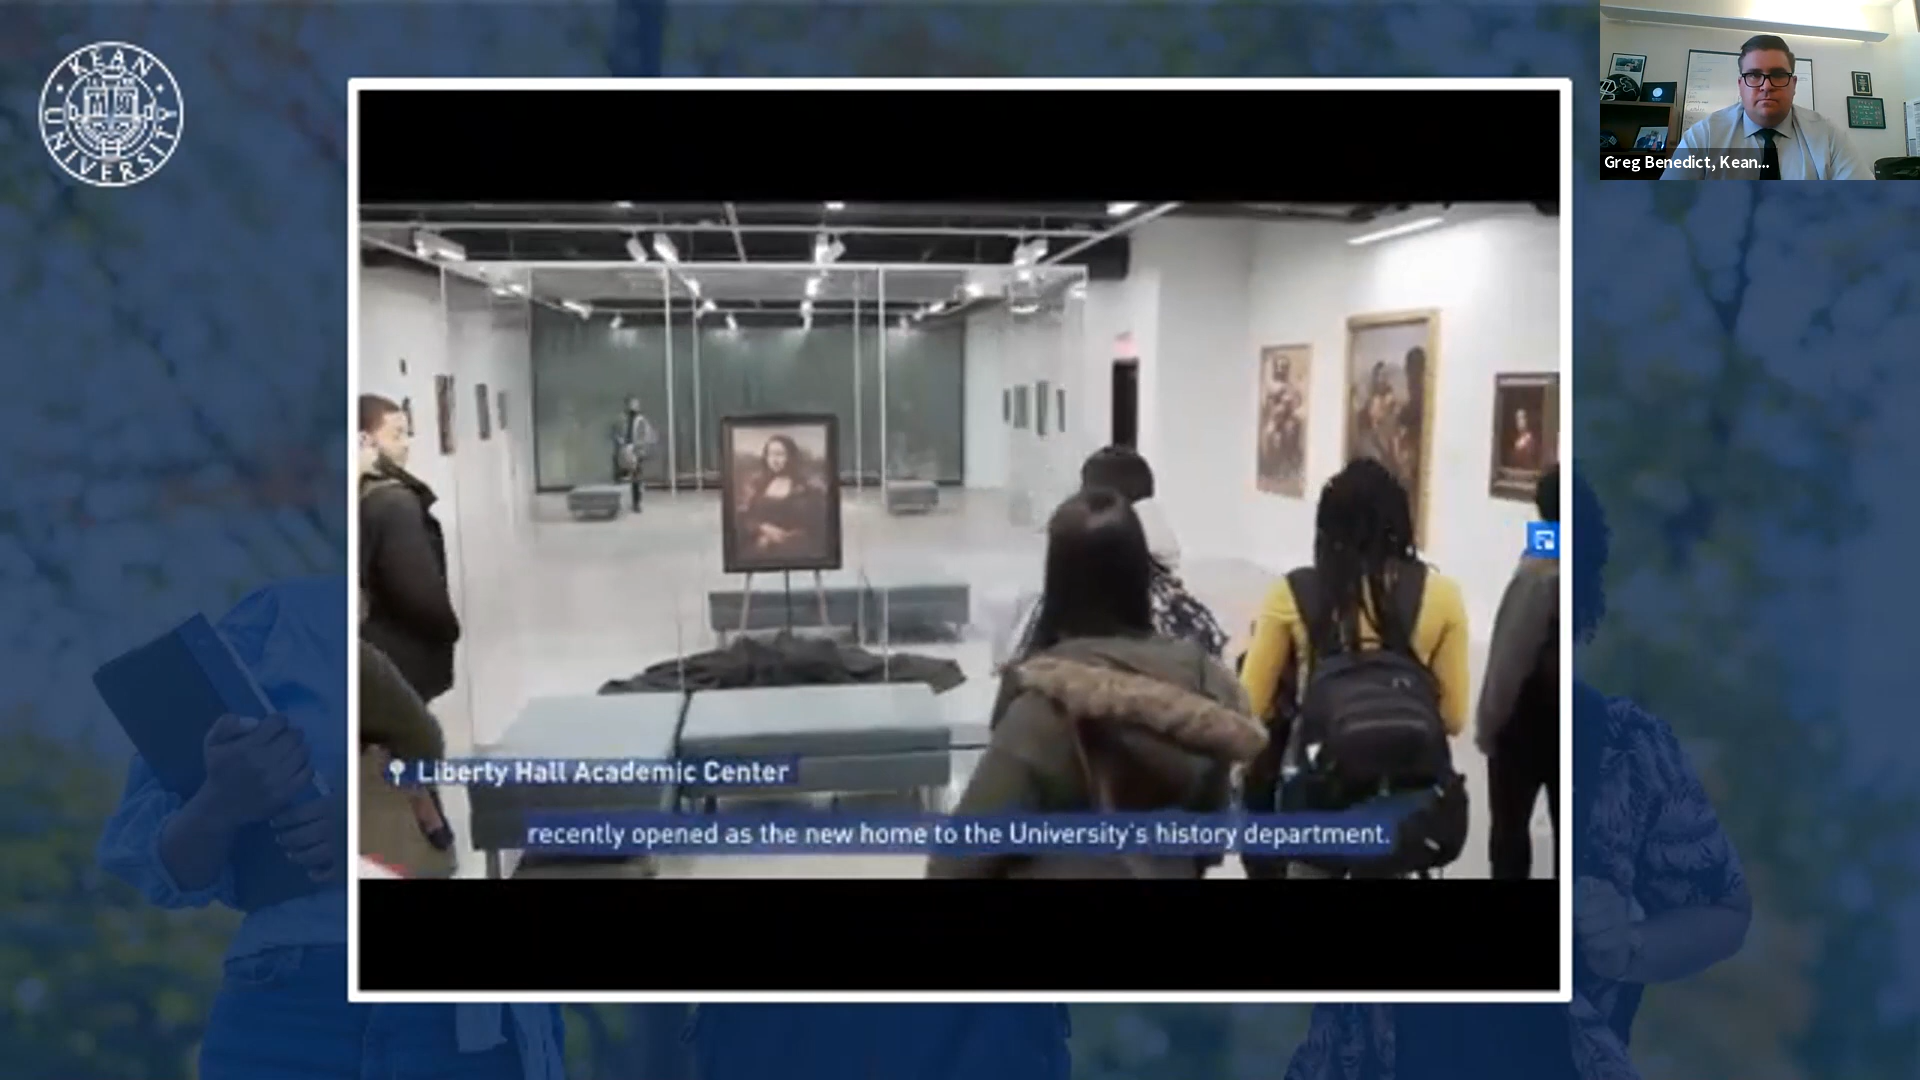 KEAN UNIVERSITY
Greg Benedict, Kean...
Liberty Hall Academic Center
recently opened as the new home to the University's history department.